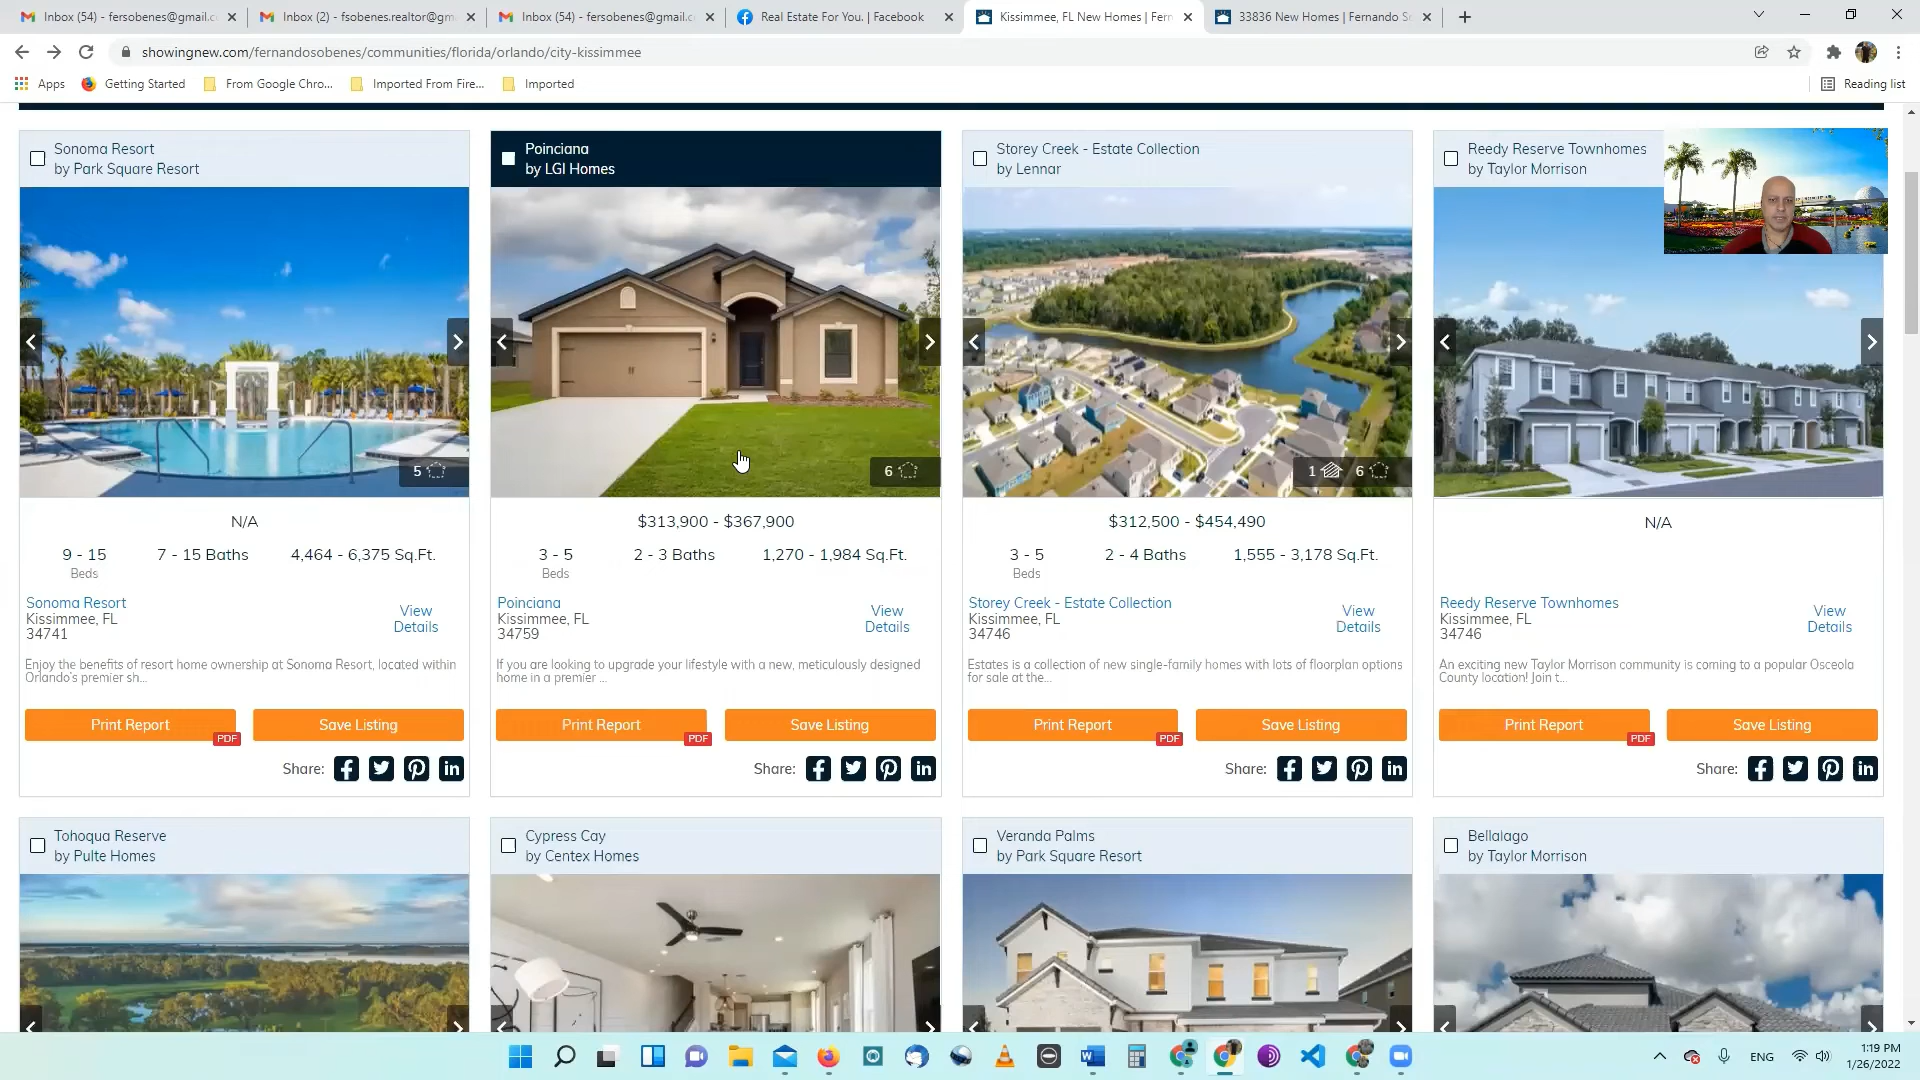 Inbox (54) - fersobenes@gmail.c
Inbox (2) - fsobenes.realtor@gm
Inbox (54) - fersobenes@gmail.c
Real Estate For You. | Facebook
Kissimmee, FL New Homes | Fern
33836 New Homes | Fernando S
showingnew.com/fernandosobenes/communities/florida/orlando/city-kissimmee
Apps
Getting Started
From Google Chro...
Imported From Fire...
Imported
Reading list
Sonoma Resort
by Park Square Resort
Poinciana
by LGI Homes
Storey Creek - Estate Collection
by Lennar
Reedy Reserve Townhomes
by Taylor Morrison
5
6
1 6
N/A
$313,900 - $367,900
$312,500 - $454,490
N/A
9 - 15 7 - 15 Baths 4,464 - 6,375 Sq.Ft.
Beds
3 - 5 2 - 3 Baths 1,270 - 1,984 Sq.Ft.
Beds
3 - 5 2 - 4 Baths 1,555 - 3,178 Sq.Ft.
Beds
Sonoma Resort
Kissimmee, FL
34741
View
Details
Poinciana
Kissimmee, FL
34759
View
Details
Storey Creek - Estate Collection
Kissimmee, FL
34746
View
Details
Reedy Reserve Townhomes
Kissimmee, FL
34746
View
Details
Enjoy the benefits of resort home ownership at Sonoma Resort, located within
Orlando's premier sh...
If you are looking to upgrade your lifestyle with a new, meticulously designed
home in a premier ...
Estates is a collection of new single-family homes with lots of floorplan options
for sale at the...
An exciting new Taylor Morrison community is coming to a popular Osceola
County location! Join t...
Print Report PDF Save Listing
Print Report PDF Save Listing
Print Report PDF Save Listing
Print Report PDF Save Listing
Share:
Share:
Share:
Share:
Tohoqua Reserve
by Pulte Homes
Cypress Cay
by Centex Homes
Veranda Palms
by Park Square Resort
Bellalago
by Taylor Morrison
ENG
1:19 PM
1/26/2022